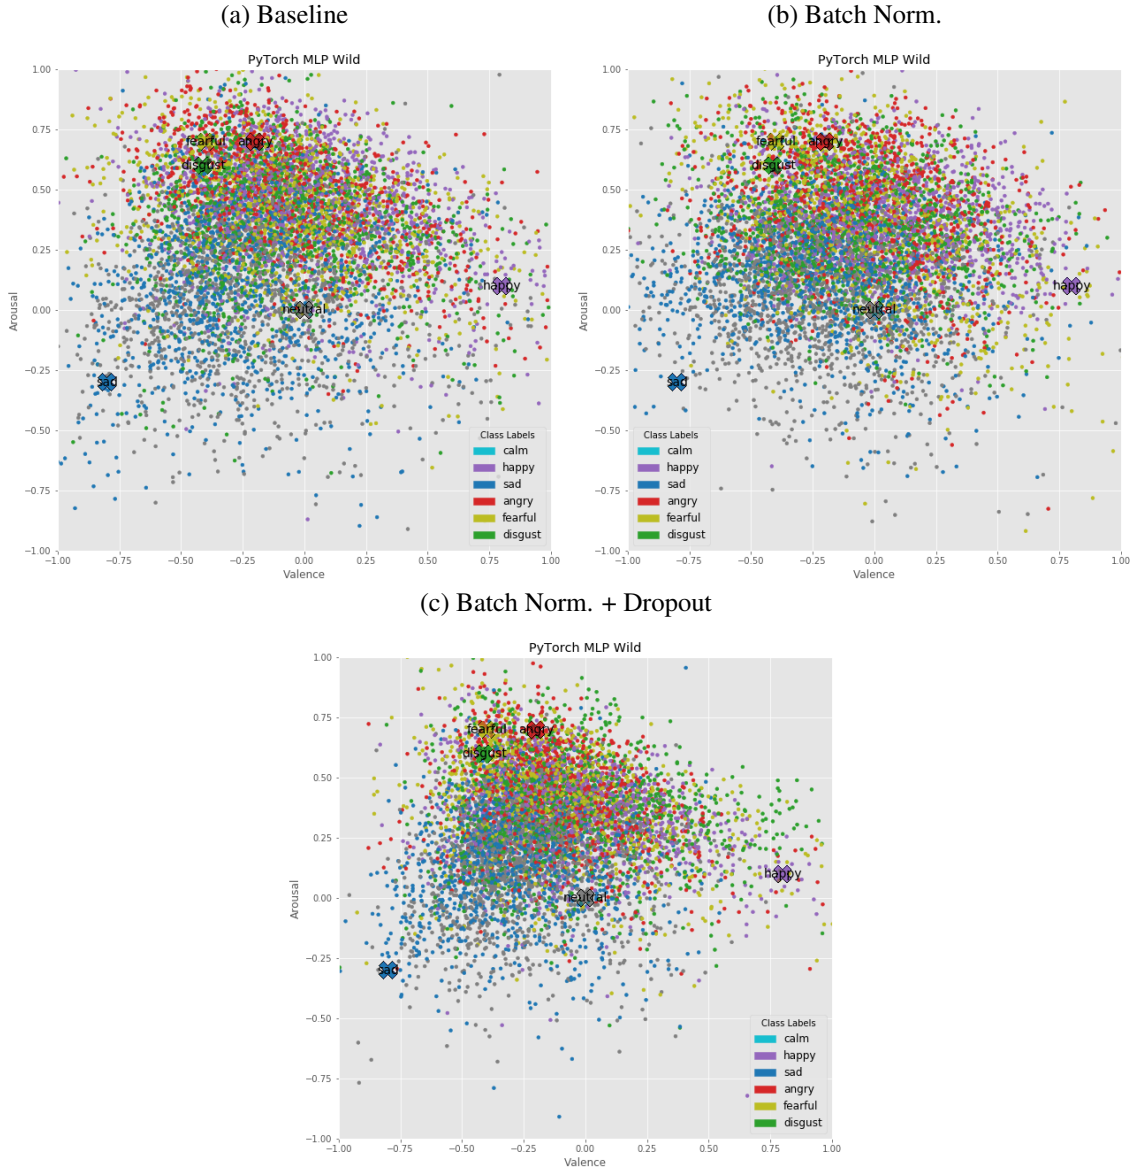 (a) Baseline
(b) Batch Norm.
PyTorch MLP Wild
1.00
0.75
0.50
0.25
0.00
−0.25
−0.50
−0.75
−1.00
Arousal
fearful
angry
disgust
happy
neutral
sad
Class Labels
calm
happy
sad
angry
fearful
disgust
−1.00 −0.75 −0.50 −0.25 0.00 0.25 0.50 0.75 1.00
Valence
PyTorch MLP Wild
1.00
0.75
0.50
0.25
0.00
−0.25
−0.50
−0.75
−1.00
Arousal
fearful
angry
disgust
happy
neutral
sad
Class Labels
calm
happy
sad
angry
fearful
disgust
−1.00 −0.75 −0.50 −0.25 0.00 0.25 0.50 0.75 1.00
Valence
(c) Batch Norm. + Dropout
PyTorch MLP Wild
1.00
0.75
0.50
0.25
0.00
−0.25
−0.50
−0.75
−1.00
Arousal
fearful
angry
disgust
happy
neutral
sad
Class Labels
calm
happy
sad
angry
fearful
disgust
−1.00 −0.75 −0.50 −0.25 0.00 0.25 0.50 0.75 1.00
Valence